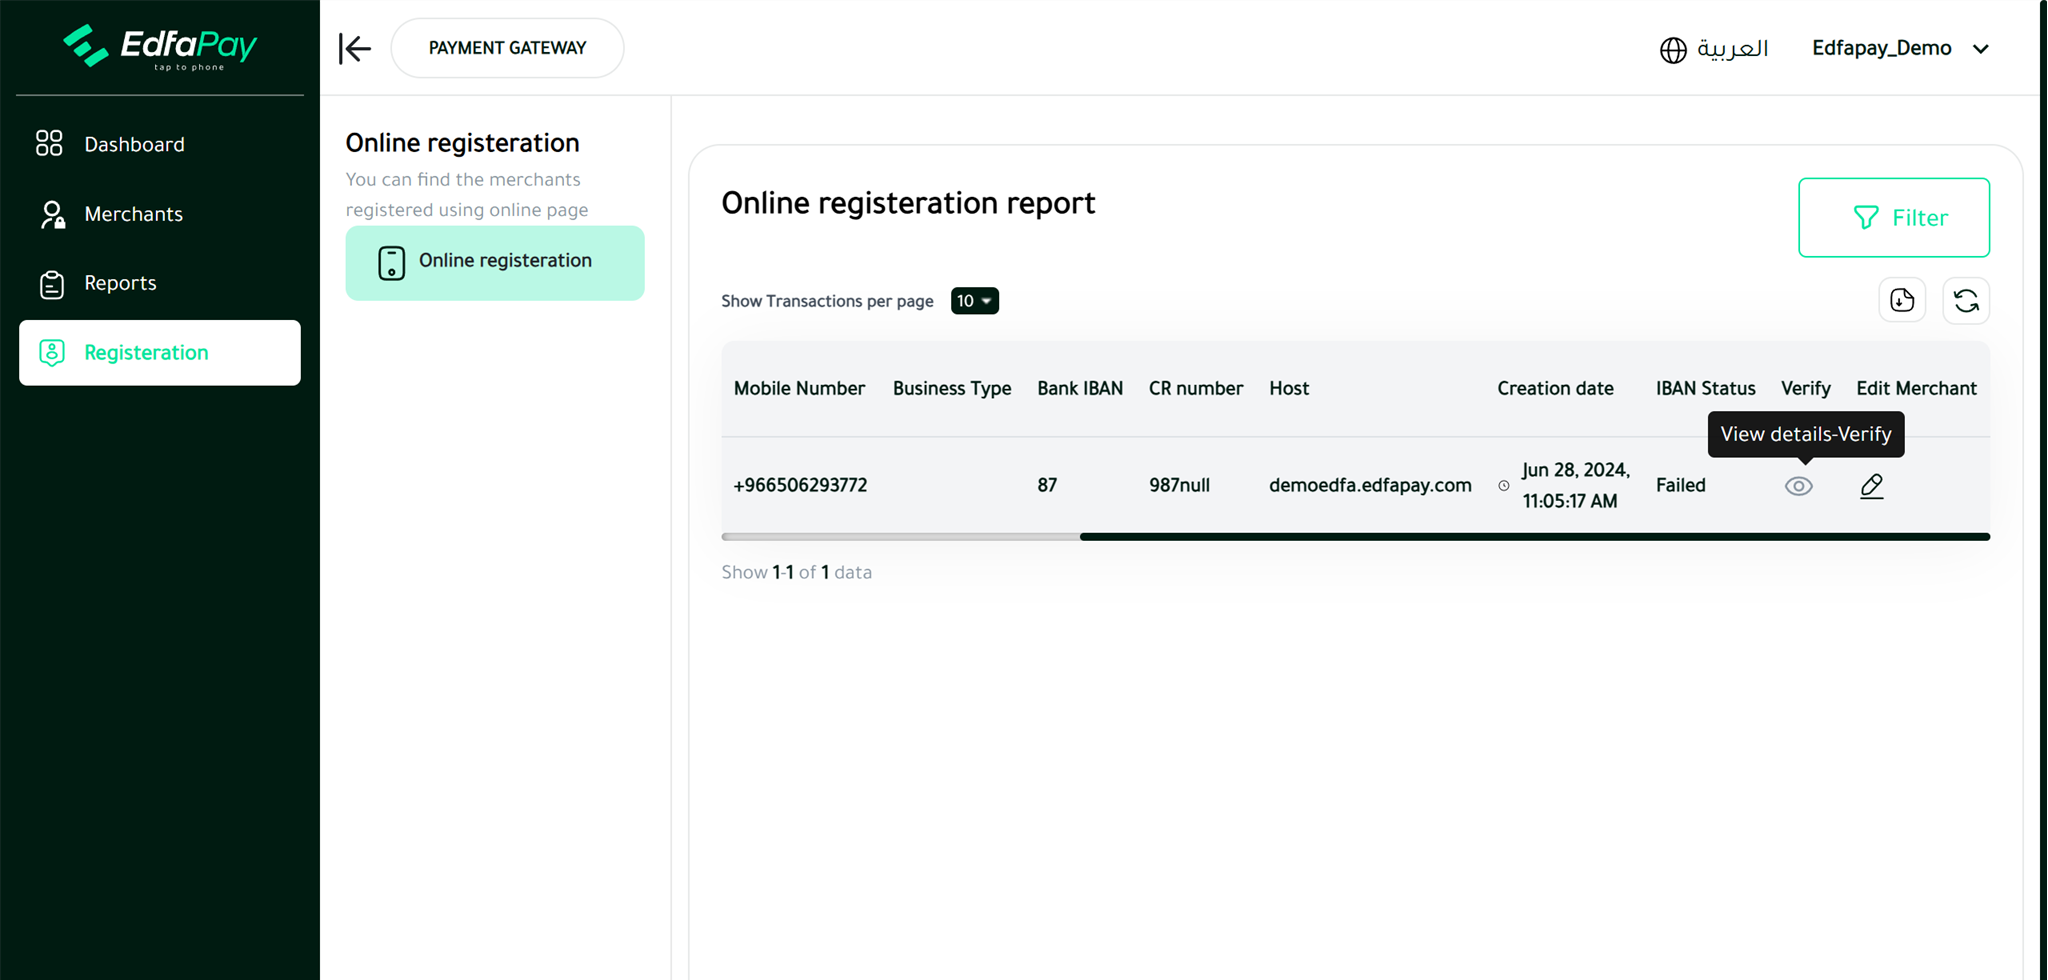 EdfaPay
tap to phone
Dashboard
Merchants
Reports
Registeration
PAYMENT GATEWAY
العربية
Edfapay_Demo
Online registeration
You can find the merchants
registered using online page
Online registeration
Online registeration report
Filter
Show Transactions per page 10
Mobile Number Business Type Bank IBAN CR number Host Creation date IBAN Status Verify Edit Merchant
View details-Verify
+966506293772 87 987null demoedfa.edfapay.com Jun 28, 2024, Failed
11:05:17 AM
Show 1-1 of 1 data